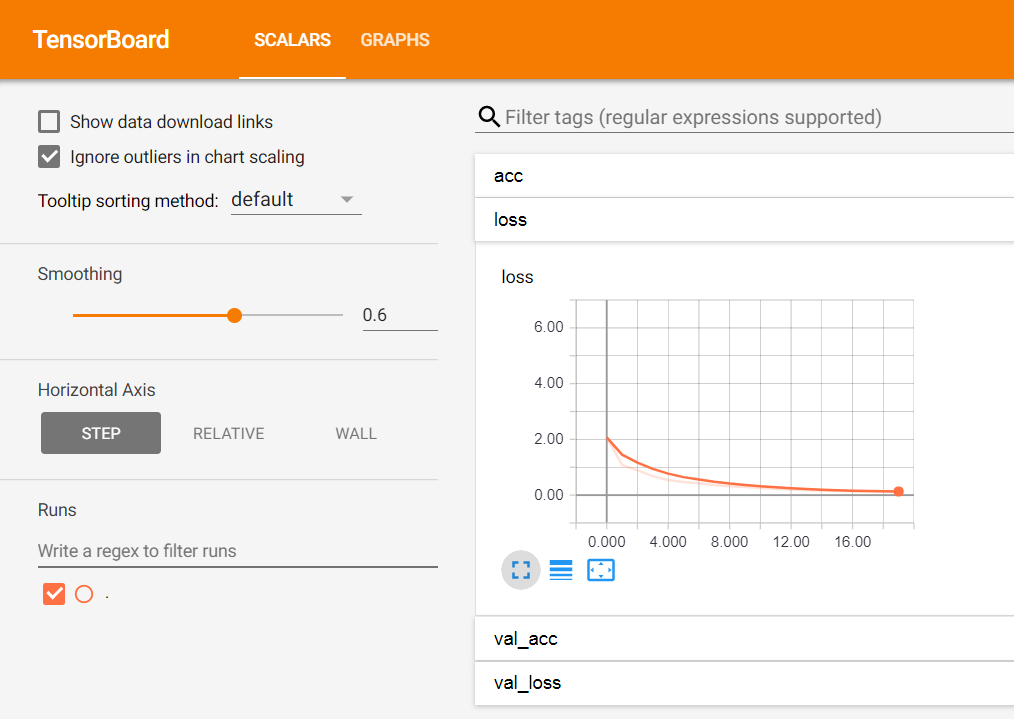 TensorBoard SCALARS GRAPHS
Show data download links
Ignore outliers in chart scaling
Tooltip sorting method: default
Smoothing
0.6
Horizontal Axis
STEP RELATIVE WALL
Runs
Write a regex to filter runs
.
Filter tags (regular expressions supported)
acc
loss
loss
6.00
4.00
2.00
0.00
0.000 4.000 8.000 12.00 16.00
val_acc
val_loss